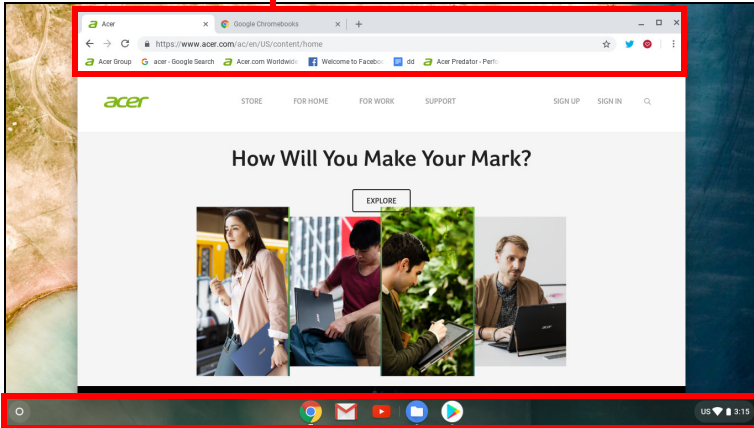 Acer
Google Chromebooks
https://www.acer.com/ac/en/US/content/home
Acer Group
acer - Google Search
Acer.com Worldwide
Welcome to Faceboo
dd
Acer Predator - Perfo
acer
STORE
FOR HOME
FOR WORK
SUPPORT
SIGN UP
SIGN IN
How Will You Make Your Mark?
EXPLORE
US
3:15